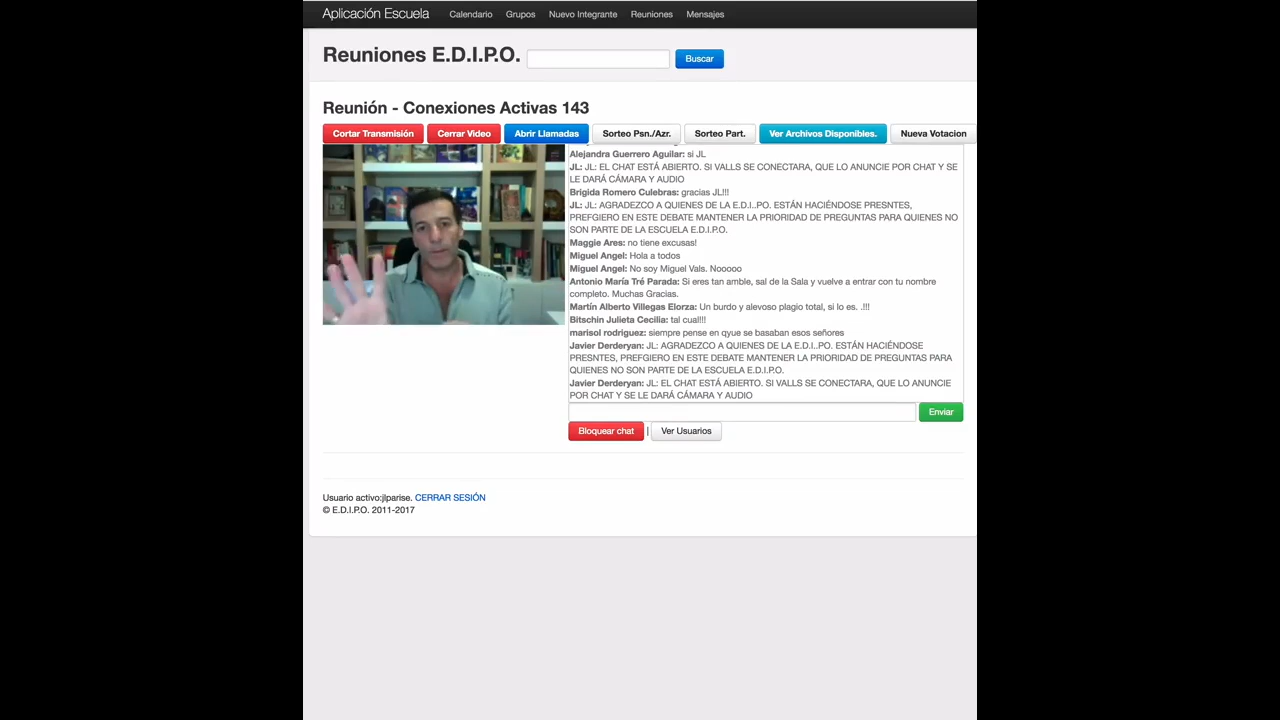 Aplicación Escuela Calendario Grupos Nuevo Integrante Reuniones Mensajes
Reuniones E.D.I.P.O. Buscar
Reunión - Conexiones Activas 143
Cortar Transmisión Cerrar Video Abrir Llamadas Sorteo Psn./Azr. Sorteo Part. Ver Archivos Disponibles. Nueva Votacion
Alejandra Guerrero Aguilar: si JL
JL: JL: EL CHAT ESTÁ ABIERTO. SI VALLS SE CONECTARA, QUE LO ANUNCIE POR CHAT Y SE
LE DARÁ CÁMARA Y AUDIO
Brigida Romero Culebras: gracias JL!!!
JL: JL: AGRADEZCO A QUIENES DE LA E.D.I..PO. ESTÁN HACIÉNDOSE PRESNTES,
PREFGIERO EN ESTE DEBATE MANTENER LA PRIORIDAD DE PREGUNTAS PARA QUIENES NO
SON PARTE DE LA ESCUELA E.D.I.P.O.
Maggie Ares: no tiene excusas!
Miguel Angel: Hola a todos
Miguel Angel: No soy Miguel Vals. Nooooo
Antonio María Tré Parada: Si eres tan amble, sal de la Sala y vuelve a entrar con tu nombre
completo. Muchas Gracias.
Martín Alberto Villegas Elorza: Un burdo y alevoso plagio total, si lo es. .!!!
Bitschin Julieta Cecilia: tal cual!!!
marisol rodriguez: siempre pense en qyue se basaban esos señores
Javier Derderyan: JL: AGRADEZCO A QUIENES DE LA E.D.I..PO. ESTÁN HACIÉNDOSE
PRESNTES, PREFGIERO EN ESTE DEBATE MANTENER LA PRIORIDAD DE PREGUNTAS PARA
QUIENES NO SON PARTE DE LA ESCUELA E.D.I.P.O.
Javier Derderyan: JL: EL CHAT ESTÁ ABIERTO. SI VALLS SE CONECTARA, QUE LO ANUNCIE
POR CHAT Y SE LE DARÁ CÁMARA Y AUDIO
Enviar
Bloquear chat | Ver Usuarios
Usuario activo:jlparise. CERRAR SESIÓN
© E.D.I.P.O. 2011-2017